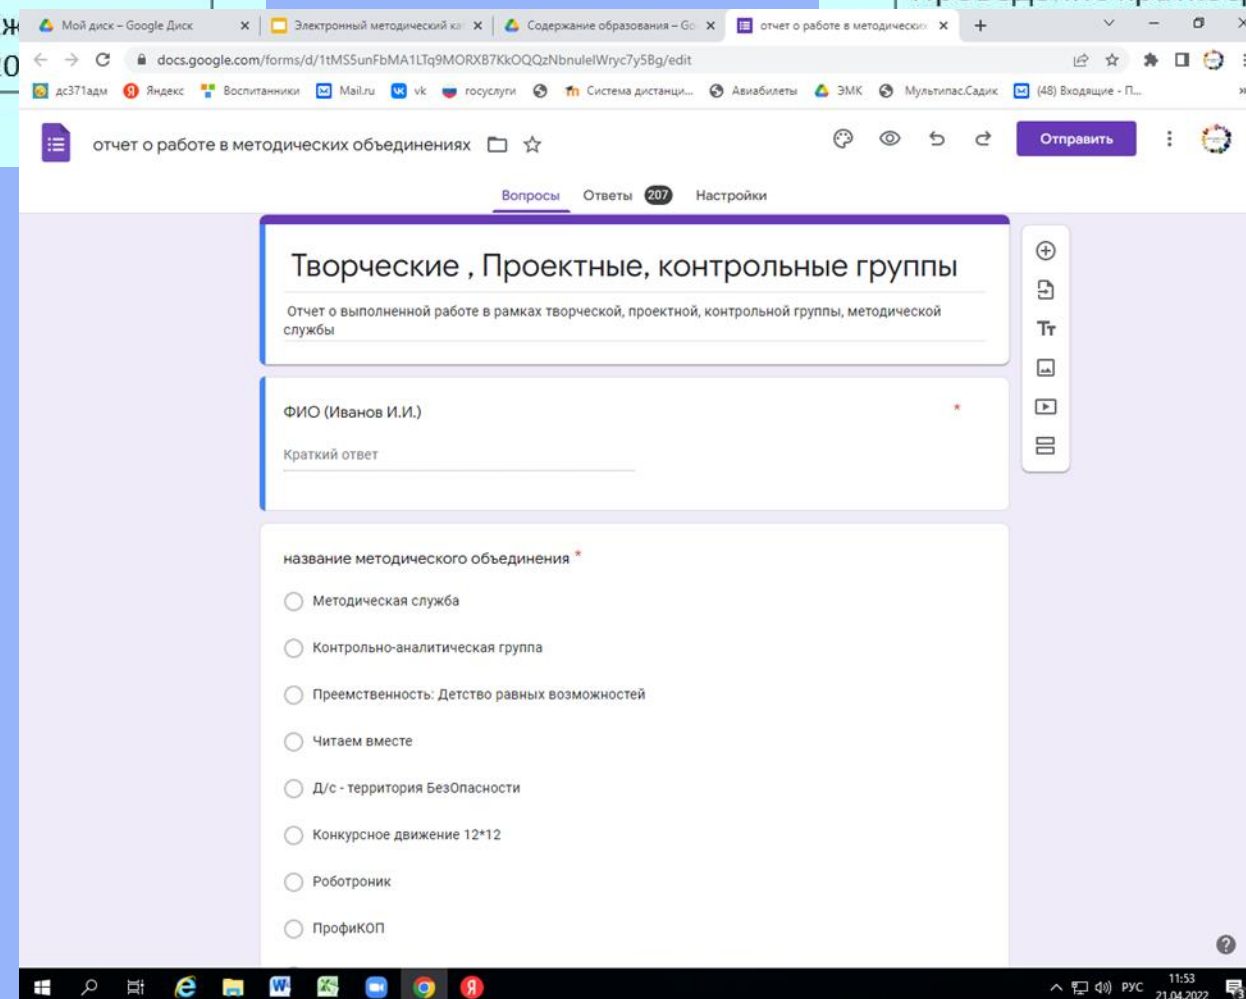 Мой диск – Google Диск
Электронный методический ка
Содержание образования – Go
отчет о работе в методических
docs.google.com/forms/d/1tMS5unFbMA1LTq9MORXB7KkOQQzNbnuleIWryc7y5Bg/edit
дс371адм Яндекс Воспитанники Mail.ru vk госуслуги Система дистанци... Авиабилеты ЭМК Мультипас.Садик (48) Входящие – П...
отчет о работе в методических объединениях
Отправить
Вопросы Ответы 207 Настройки
Творческие , Проектные, контрольные группы
Отчет о выполненной работе в рамках творческой, проектной, контрольной группы, методической
службы
ФИО (Иванов И.И.) *
Краткий ответ
название методического объединения *
Методическая служба
Контрольно-аналитическая группа
Преемственность: Детство равных возможностей
Читаем вместе
Д/с - территория БезОпасности
Конкурсное движение 12*12
Роботроник
ПрофиКОП
11:53
РУС
21.04.2022